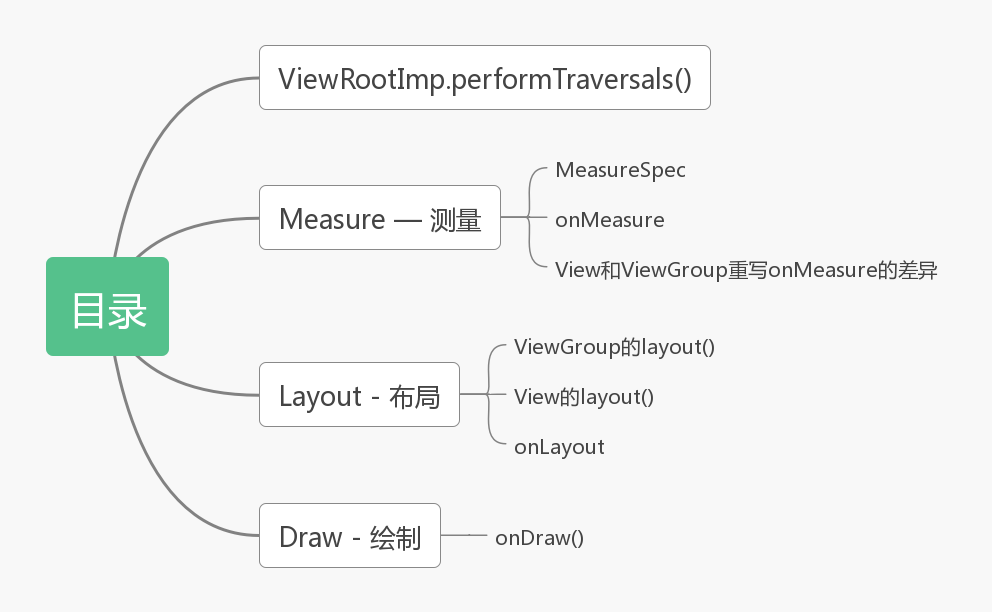 目录
ViewRootImp.performTraversals()
Measure — 测量
MeasureSpec
onMeasure
View和ViewGroup重写onMeasure的差异
Layout - 布局
ViewGroup的layout()
View的layout()
onLayout
Draw - 绘制
onDraw()